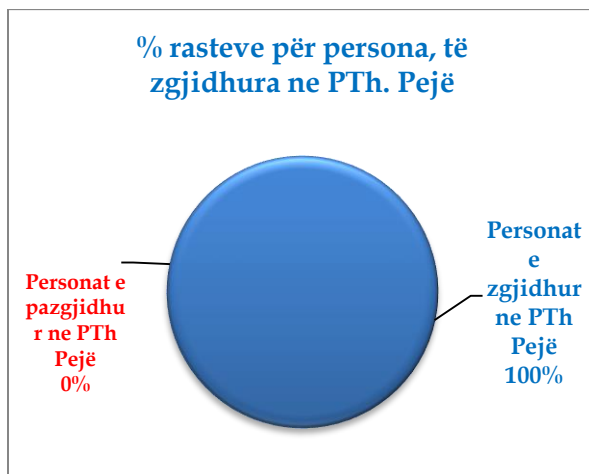 % rasteve për persona, të
zgjidhura ne PTh. Pejë
Personat e
pazgjidhu
r ne PTh
Pejë
0%
Personat
e
zgjidhur
ne PTh
Pejë
100%